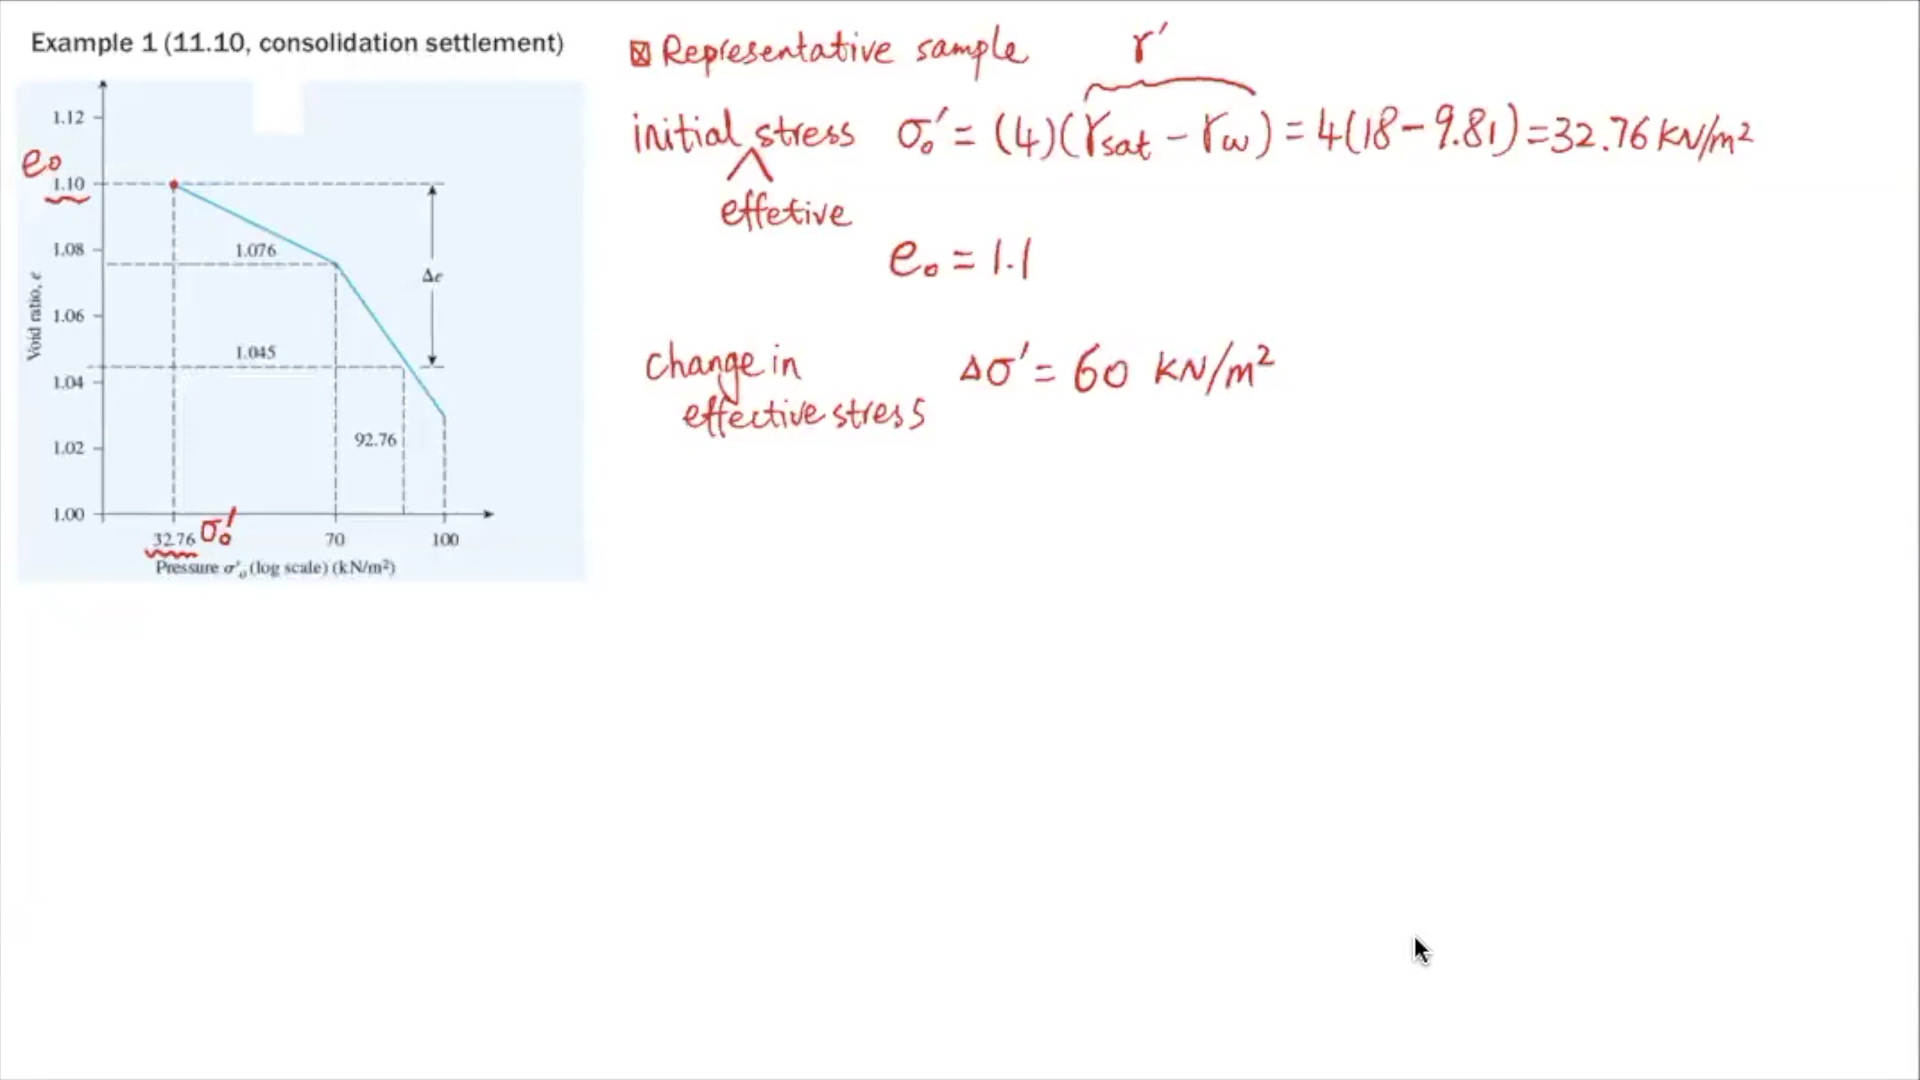 Example 1 (11.10, consolidation settlement)
1.12
e₀
1.10
1.08
1.06
1.04
1.02
1.00
Void ratio, e
1.076
1.045
Δe
92.76
32.76 σ₀'
70
100
Pressure σ'ₒ (log scale) (kN/m²)
☒ Representative sample
γ'
initial stress σ₀' = (4)(γsat - γw) = 4(18-9.81) = 32.76 kN/m²
effetive
e₀ = 1.1
change in Δσ' = 60 kN/m²
effective stress